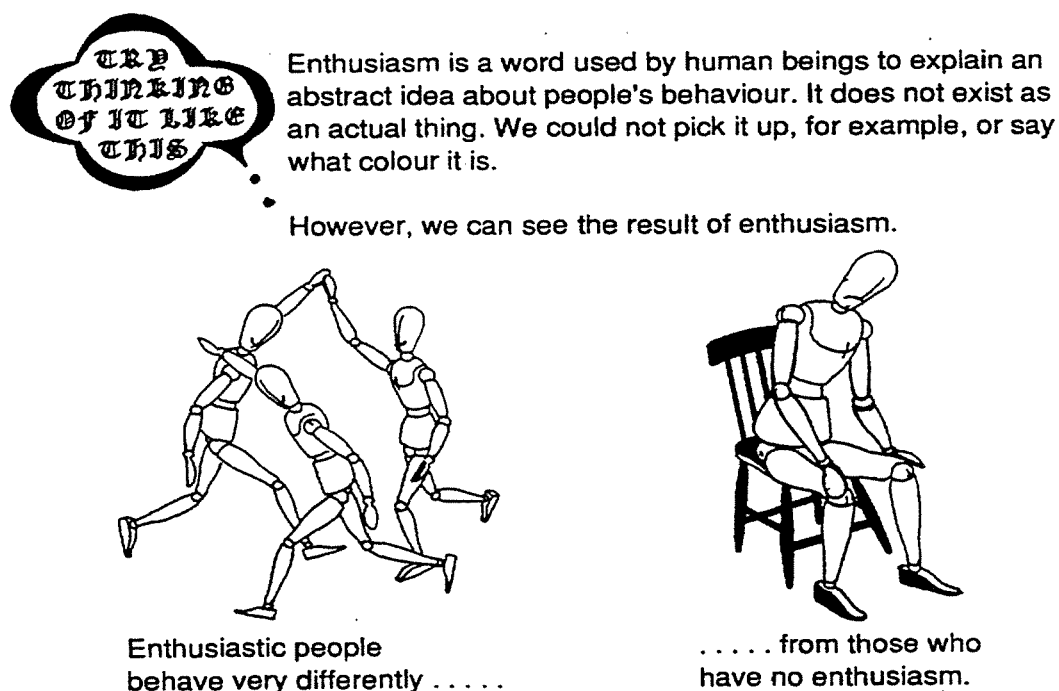 TRY
THINKING
OF IT LIKE
THIS
Enthusiasm is a word used by human beings to explain an
abstract idea about people's behaviour. It does not exist as
an actual thing. We could not pick it up, for example, or say
what colour it is.
However, we can see the result of enthusiasm.
Enthusiastic people
behave very differently . . . . .
. . . . . from those who
have no enthusiasm.